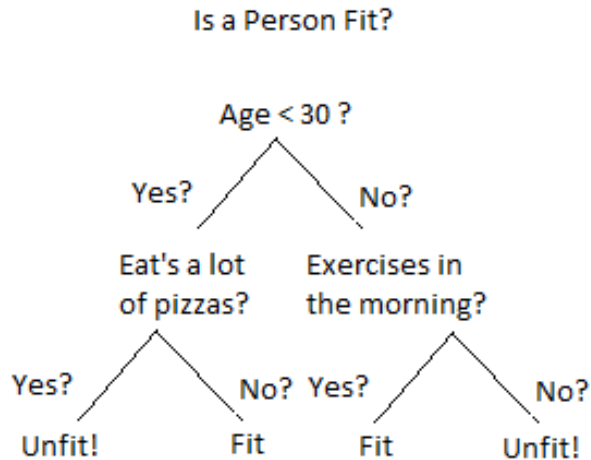 Is a Person Fit?
Age < 30 ?
Yes?
No?
Eat's a lot
of pizzas?
Exercises in
the morning?
Yes?
No?
Yes?
No?
Unfit!
Fit
Fit
Unfit!